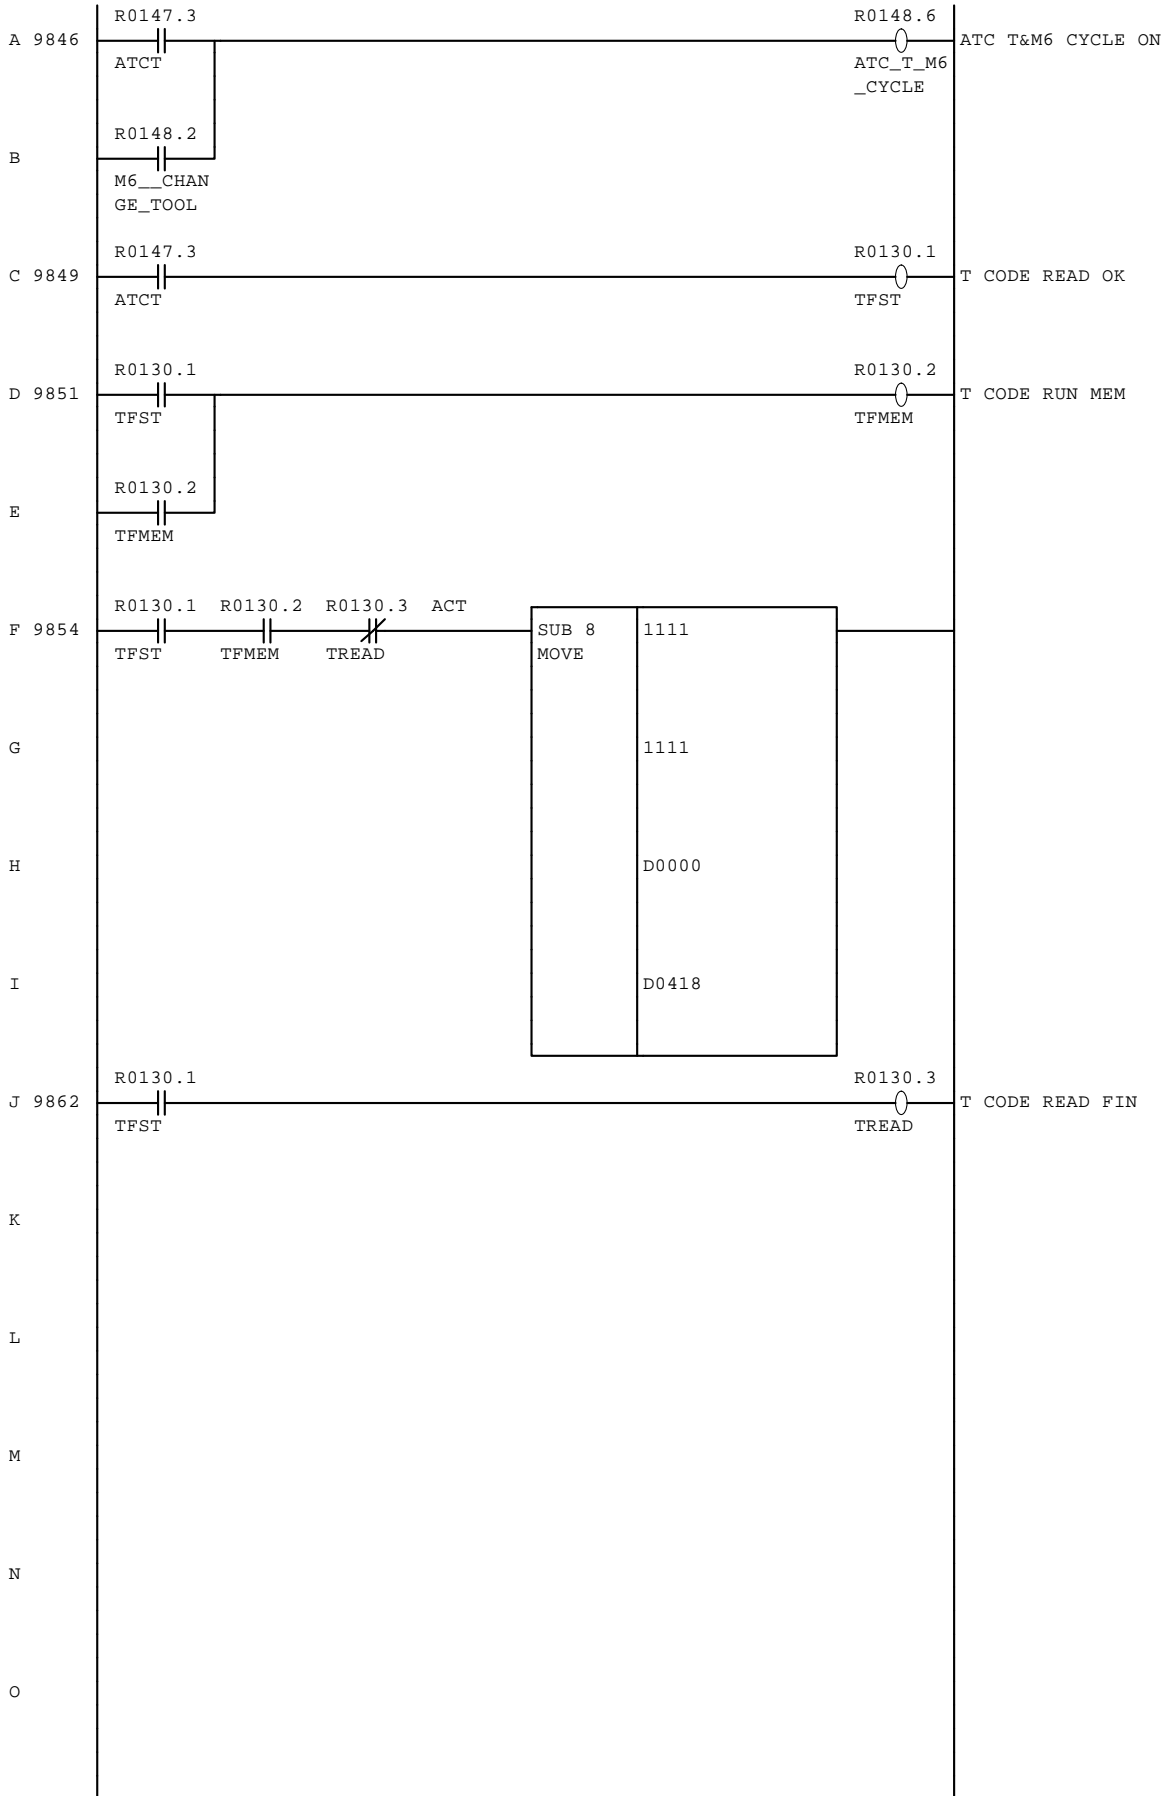 R0147.3 R0148.6
A 9846 ATC T&M6 CYCLE ON
ATCT ATC_T_M6
_CYCLE
R0148.2
B
M6__CHAN
GE_TOOL
R0147.3 R0130.1
C 9849 T CODE READ OK
ATCT TFST
R0130.1 R0130.2
D 9851 T CODE RUN MEM
TFST TFMEM
R0130.2
E
TFMEM
R0130.1 R0130.2 R0130.3 ACT
F 9854 SUB 8 1111
TFST TFMEM TREAD MOVE
G 1111
H D0000
I D0418
R0130.1 R0130.3
J 9862 T CODE READ FIN
TFST TREAD
K
L
M
N
O